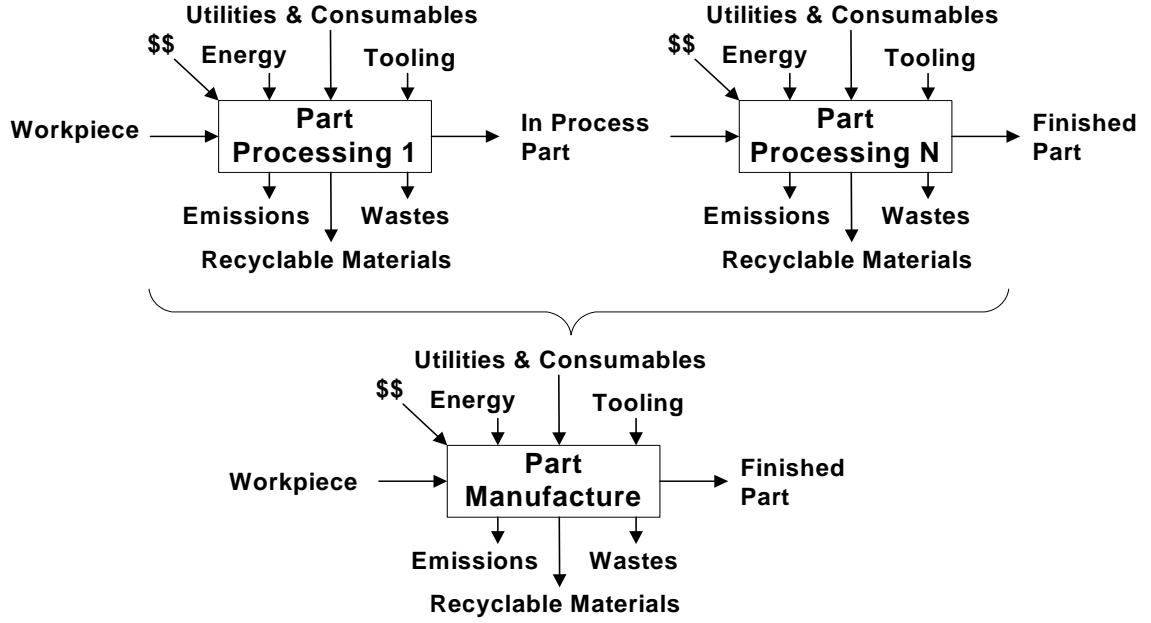 Utilities & Consumables
$$
Energy
Tooling
Workpiece
Part
Processing 1
Emissions
Wastes
Recyclable Materials
In Process
Part
Utilities & Consumables
$$
Energy
Tooling
Part
Processing N
Finished
Part
Emissions
Wastes
Recyclable Materials
Utilities & Consumables
$$
Energy
Tooling
Workpiece
Part
Manufacture
Finished
Part
Emissions
Wastes
Recyclable Materials